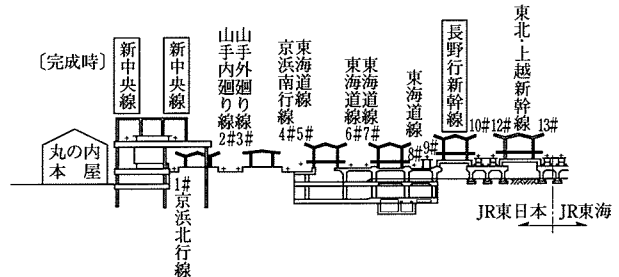 〔完成時〕
新中央線
新中央線
山手内廻り線
2#
山手外廻り線
3#
京浜南行線
4#
東海道線
5#
東海道線
6#
東海道線
7#
東海道線
8#
9#
長野行新幹線
10#
12#
東北・上越新幹線
13#
丸の内
本屋
1#京浜北行線
JR東日本
JR東海